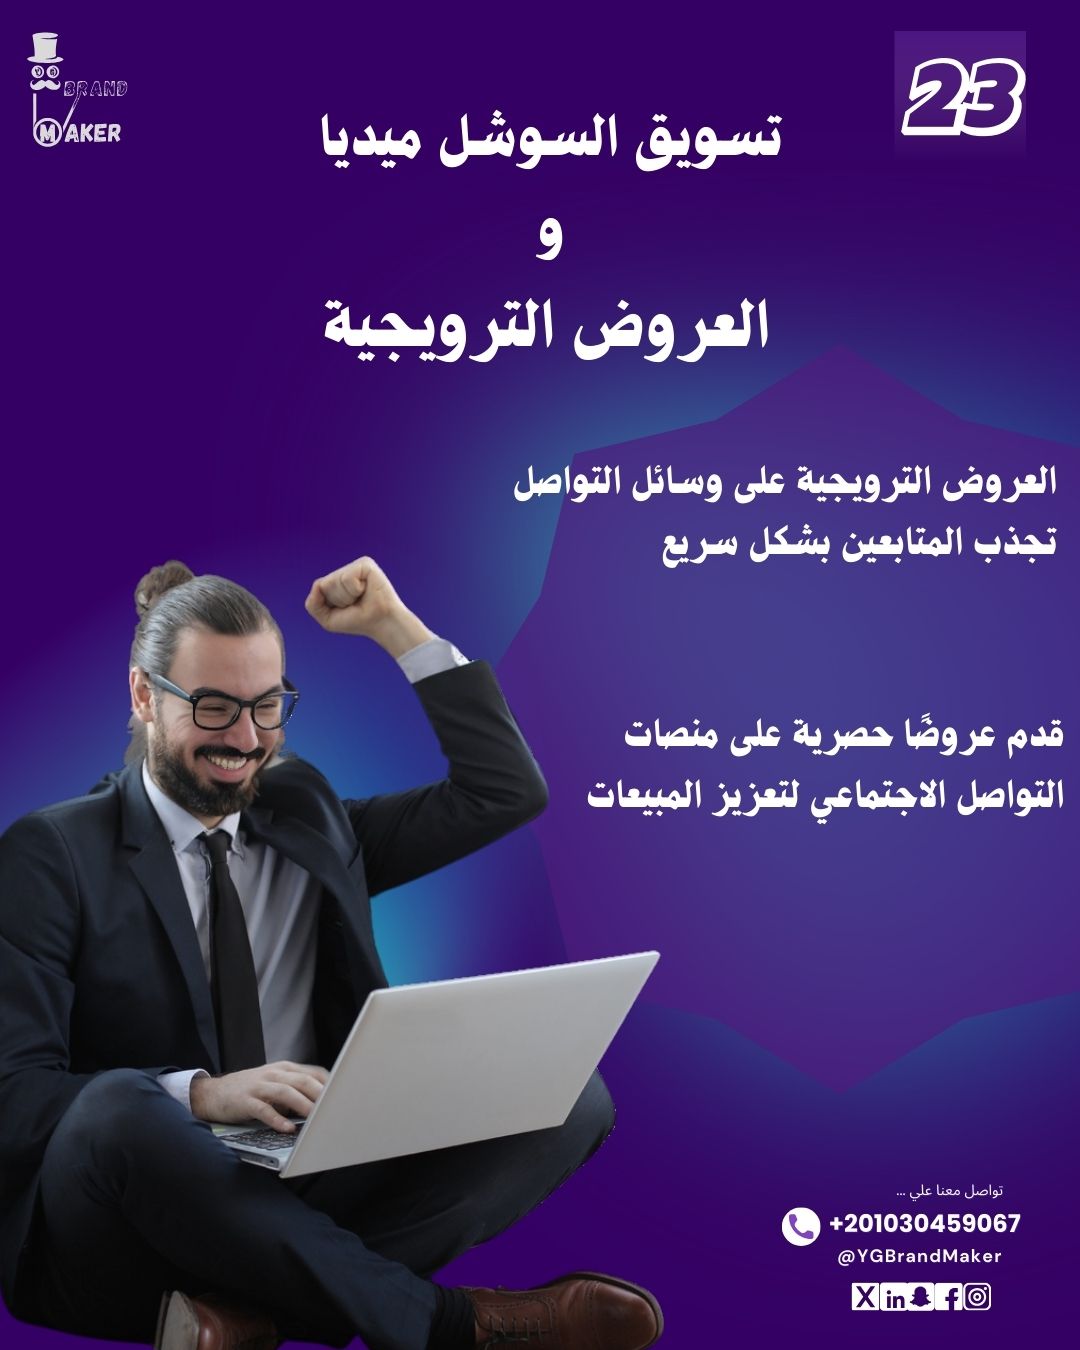 BRAND
MAKER
23
تسويق السوشل ميديا
و
العروض الترويجية
العروض الترويجية على وسائل التواصل
تجذب المتابعين بشكل سريع
قدم عروضًا حصرية على منصات
التواصل الاجتماعي لتعزيز المبيعات
تواصل معنا علي ...
+201030459067
@YGBrandMaker